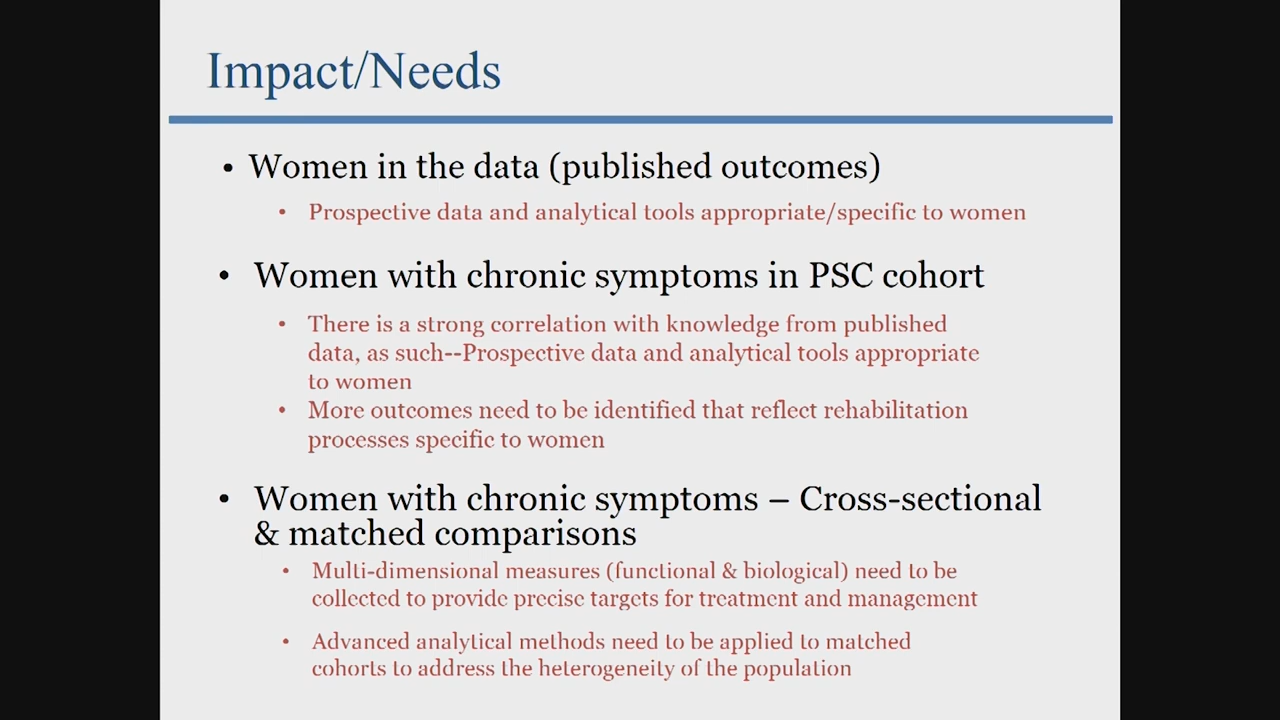 Impact/Needs
• Women in the data (published outcomes)
• Prospective data and analytical tools appropriate/specific to women
• Women with chronic symptoms in PSC cohort
• There is a strong correlation with knowledge from published
data, as such--Prospective data and analytical tools appropriate
to women
• More outcomes need to be identified that reflect rehabilitation
processes specific to women
• Women with chronic symptoms – Cross-sectional
& matched comparisons
• Multi-dimensional measures (functional & biological) need to be
collected to provide precise targets for treatment and management
• Advanced analytical methods need to be applied to matched
cohorts to address the heterogeneity of the population